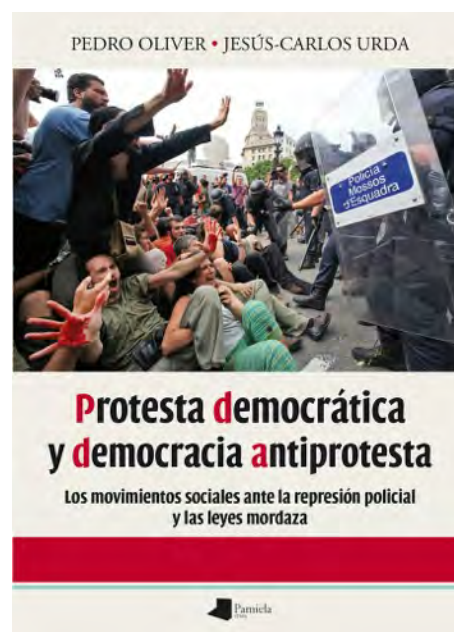 PEDRO OLIVER • JESÚS-CARLOS URDA
Policía
Mossos
d'Esquadra
Protesta democrática
y democracia antiprotesta
Los movimientos sociales ante la represión policial
y las leyes mordaza
Pamiela